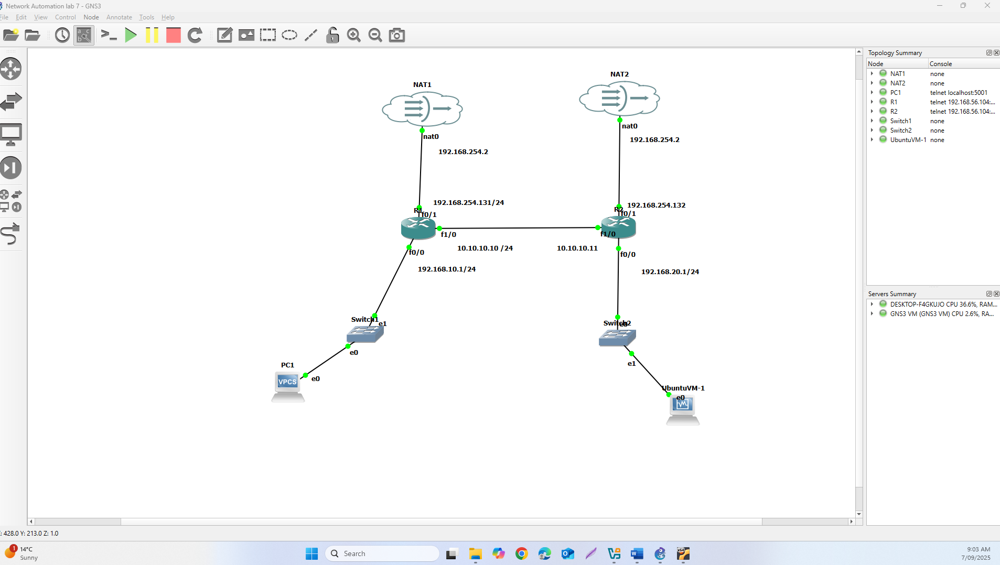 Network Automation lab 7 - GNS3
File Edit View Control Node Annotate Tools Help
NAT1
nat0
192.168.254.2
NAT2
nat0
192.168.254.2
192.168.254.131/24
R1
f0/1
f1/0
10.10.10.10 /24
f0/0
192.168.10.1/24
192.168.254.132
R2
f0/1
f1/0
10.10.10.11
f0/0
192.168.20.1/24
Switch1
e1
e0
PC1
VPCS
e0
Switch2
e0
e1
UbuntuVM-1
e0
Topology Summary
Node Console
NAT1 none
NAT2 none
PC1 telnet localhost:5001
R1 telnet 192.168.56.104:...
R2 telnet 192.168.56.104:...
Switch1 none
Switch2 none
UbuntuVM-1 none
Servers Summary
DESKTOP-F4GKUJO CPU 36.6%, RAM...
GNS3 VM (GNS3 VM) CPU 2.6%, RA...
: 428.0 Y: 213.0 Z: 1.0
1
14°C
Sunny
Search
9:03 AM
7/09/2025